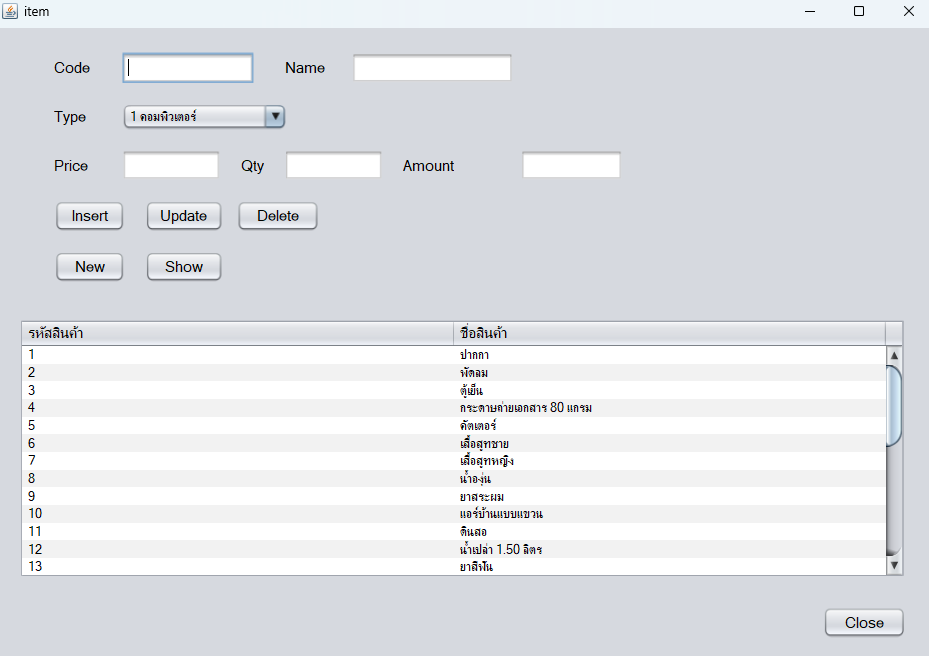 item
Code Name
Type 1 คอมพิวเตอร์
Price Qty Amount
Insert Update Delete
New Show
รหัสสินค้า ชื่อสินค้า
1 ปากกา
2 พัดลม
3 ตู้เย็น
4 กระดาษถ่ายเอกสาร 80 แกรม
5 คัตเตอร์
6 เสื้อสูทชาย
7 เสื้อสูทหญิง
8 น้ำองุ่น
9 ยาสระผม
10 แอร์บ้านแบบแขวน
11 ดินสอ
12 น้ำเปล่า 1.50 ลิตร
13 ยาสีฟัน
Close